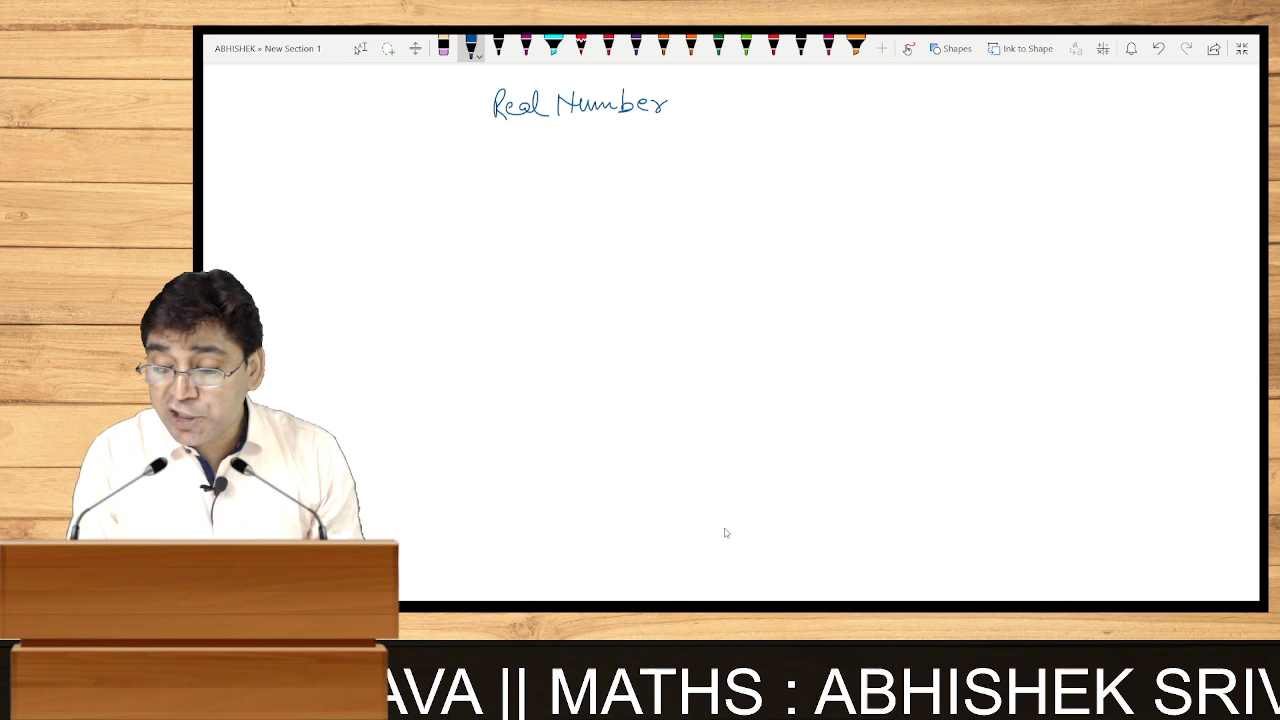 ABHISHEK » New Section 1
Shapes
Ink to Shape
Real Number
AVA || MATHS : ABHISHEK SRIV